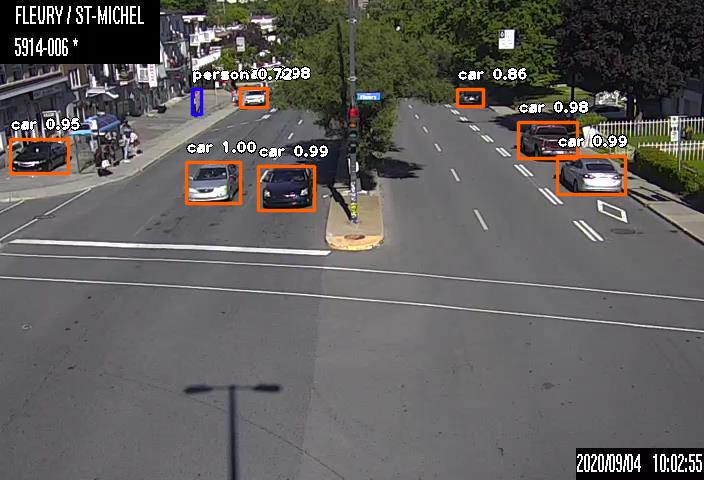 FLEURY / ST-MICHEL
5914-006 *
person 0.72
.98
car 0.86
car 0.98
car 0.95
car 0.99
car 1.00
car 0.99
2020/09/04 10:02:55